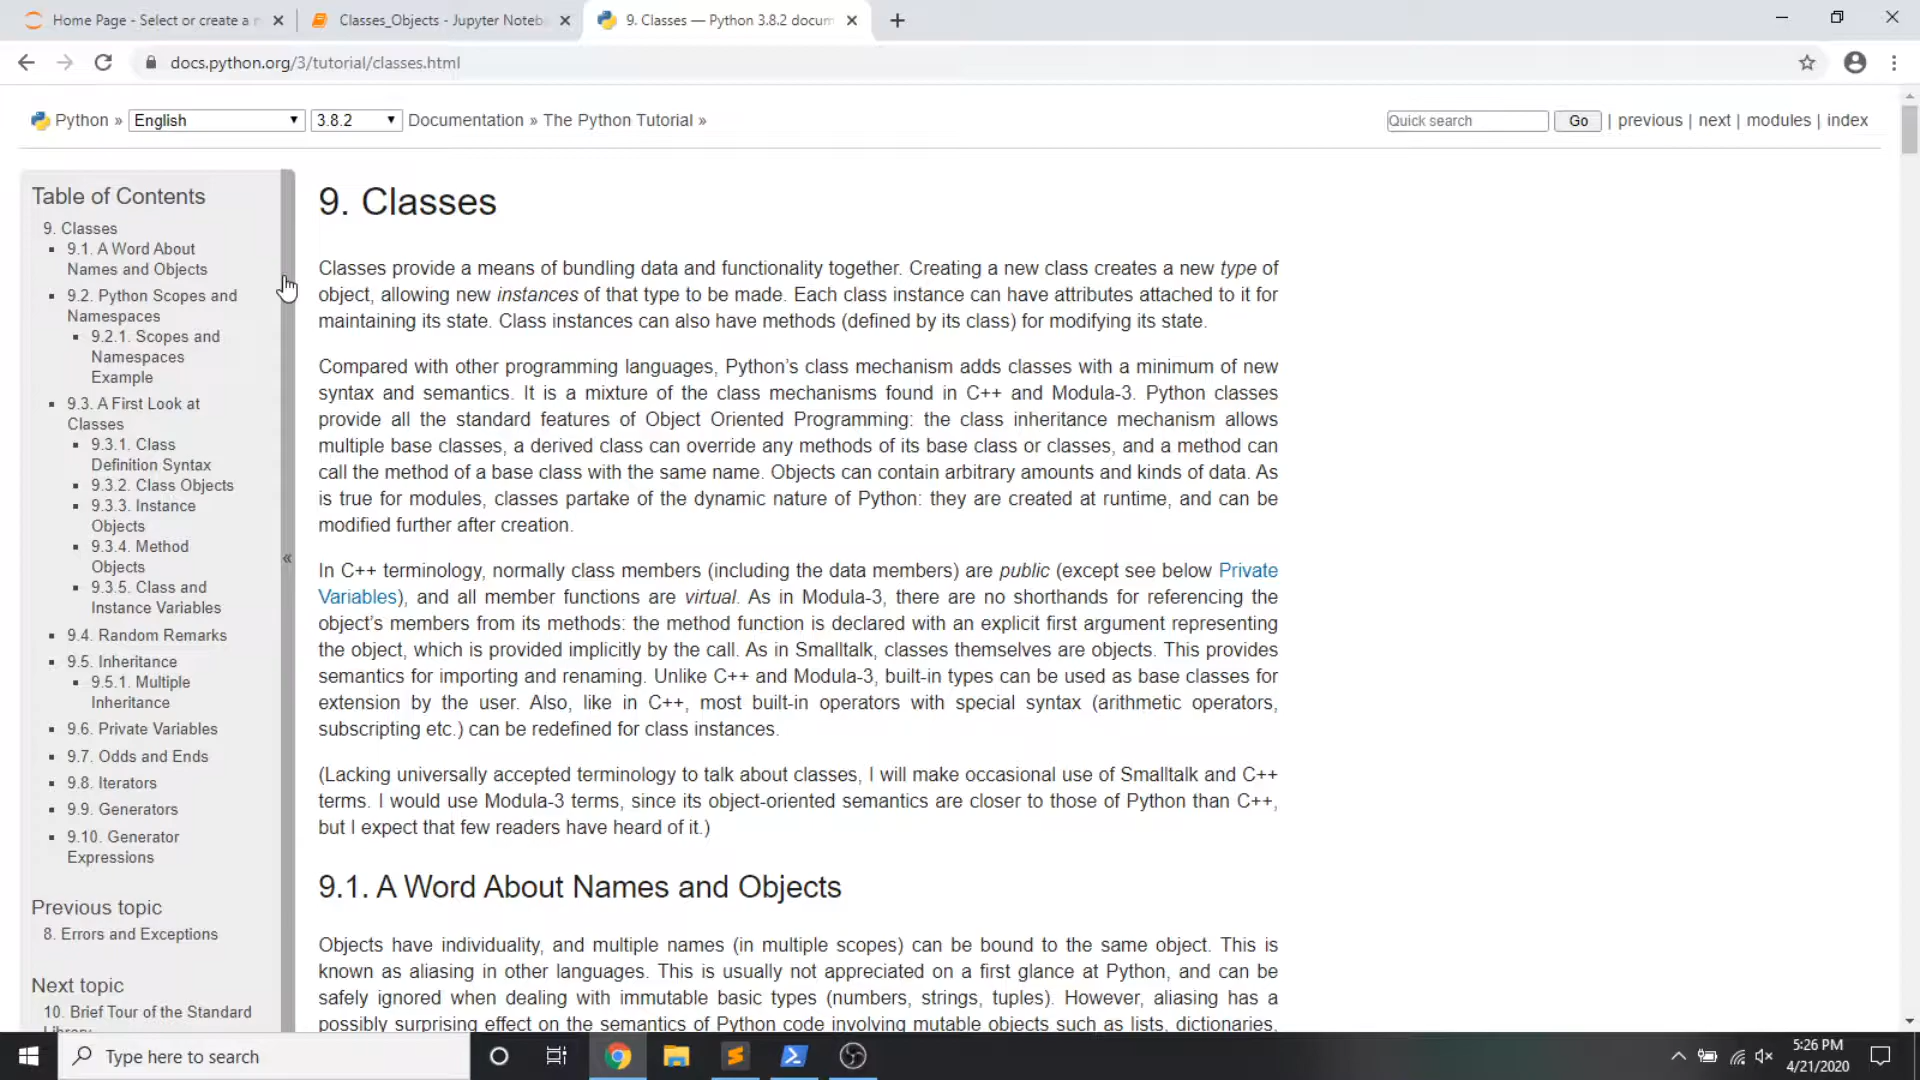 Home Page - Select or create a n
Classes_Objects - Jupyter Noteb
9. Classes — Python 3.8.2 docum
docs.python.org/3/tutorial/classes.html
Python »
English
3.8.2
Documentation » The Python Tutorial »
Quick search
Go
| previous | next | modules | index
Table of Contents
9. Classes
9.1. A Word About
Names and Objects
9.2. Python Scopes and
Namespaces
9.2.1. Scopes and
Namespaces
Example
9.3. A First Look at
Classes
9.3.1. Class
Definition Syntax
9.3.2. Class Objects
9.3.3. Instance
Objects
9.3.4. Method
Objects
9.3.5. Class and
Instance Variables
9.4. Random Remarks
9.5. Inheritance
9.5.1. Multiple
Inheritance
9.6. Private Variables
9.7. Odds and Ends
9.8. Iterators
9.9. Generators
9.10. Generator
Expressions
Previous topic
8. Errors and Exceptions
Next topic
10. Brief Tour of the Standard
Library
«
9. Classes
Classes provide a means of bundling data and functionality together. Creating a new class creates a new type of
object, allowing new instances of that type to be made. Each class instance can have attributes attached to it for
maintaining its state. Class instances can also have methods (defined by its class) for modifying its state.
Compared with other programming languages, Python’s class mechanism adds classes with a minimum of new
syntax and semantics. It is a mixture of the class mechanisms found in C++ and Modula-3. Python classes
provide all the standard features of Object Oriented Programming: the class inheritance mechanism allows
multiple base classes, a derived class can override any methods of its base class or classes, and a method can
call the method of a base class with the same name. Objects can contain arbitrary amounts and kinds of data. As
is true for modules, classes partake of the dynamic nature of Python: they are created at runtime, and can be
modified further after creation.
In C++ terminology, normally class members (including the data members) are public (except see below Private
Variables), and all member functions are virtual. As in Modula-3, there are no shorthands for referencing the
object’s members from its methods: the method function is declared with an explicit first argument representing
the object, which is provided implicitly by the call. As in Smalltalk, classes themselves are objects. This provides
semantics for importing and renaming. Unlike C++ and Modula-3, built-in types can be used as base classes for
extension by the user. Also, like in C++, most built-in operators with special syntax (arithmetic operators,
subscripting etc.) can be redefined for class instances.
(Lacking universally accepted terminology to talk about classes, I will make occasional use of Smalltalk and C++
terms. I would use Modula-3 terms, since its object-oriented semantics are closer to those of Python than C++,
but I expect that few readers have heard of it.)
9.1. A Word About Names and Objects
Objects have individuality, and multiple names (in multiple scopes) can be bound to the same object. This is
known as aliasing in other languages. This is usually not appreciated on a first glance at Python, and can be
safely ignored when dealing with immutable basic types (numbers, strings, tuples). However, aliasing has a
possibly surprising effect on the semantics of Python code involving mutable objects such as lists, dictionaries,
Type here to search
5:26 PM
4/21/2020